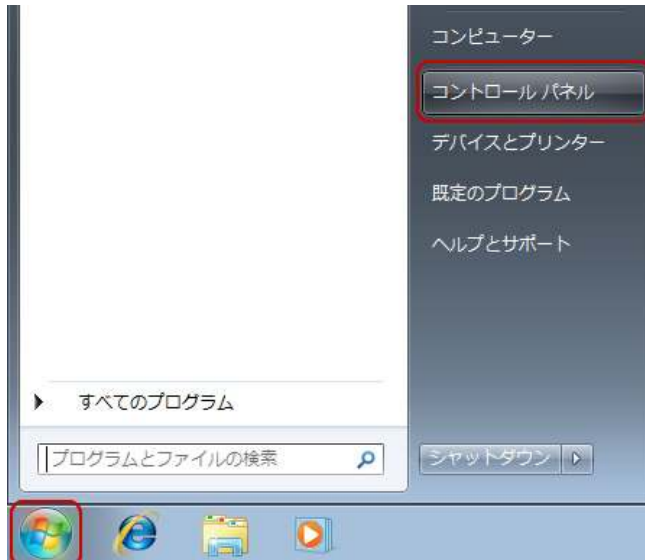 コンピューター
コントロール パネル
デバイスとプリンター
既定のプログラム
ヘルプとサポート
すべてのプログラム
プログラムとファイルの検索
シャットダウン